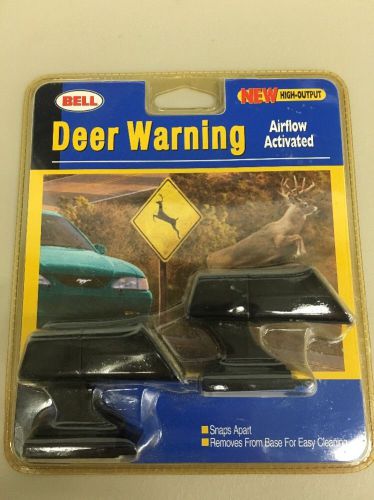 BELL
NEW HIGH-OUTPUT
Deer Warning
Airflow
Activated
Snaps Apart
Removes From Base For Easy Cleaning